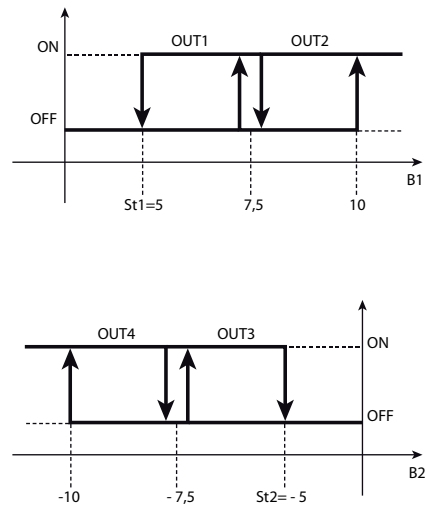 OUT1 OUT2
ON
OFF
B1
St1=5 7,5 10
OUT4 OUT3
ON
OFF
B2
-10 - 7,5 St2= - 5